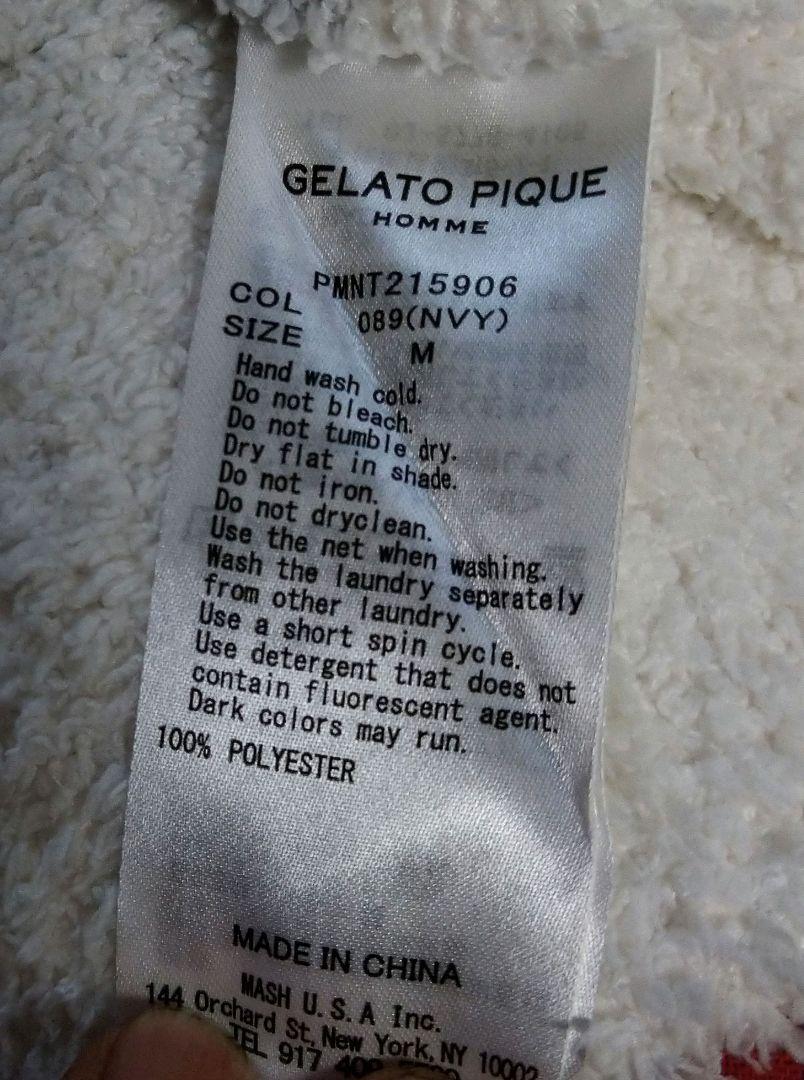 GELATO PIQUE
HOMME
PMNT215906
COL 089(NVY)
SIZE M
Hand wash cold.
Do not bleach.
Do not tumble dry.
Dry flat in shade.
Do not iron.
Do not dryclean.
Use the net when washing.
Wash the laundry separately
from other laundry.
Use a short spin cycle.
Use detergent that does not
contain fluorescent agent.
Dark colors may run.
100% POLYESTER
MADE IN CHINA
MASH U.S.A Inc.
144 Orchard St, New York, NY 10002
TEL 917